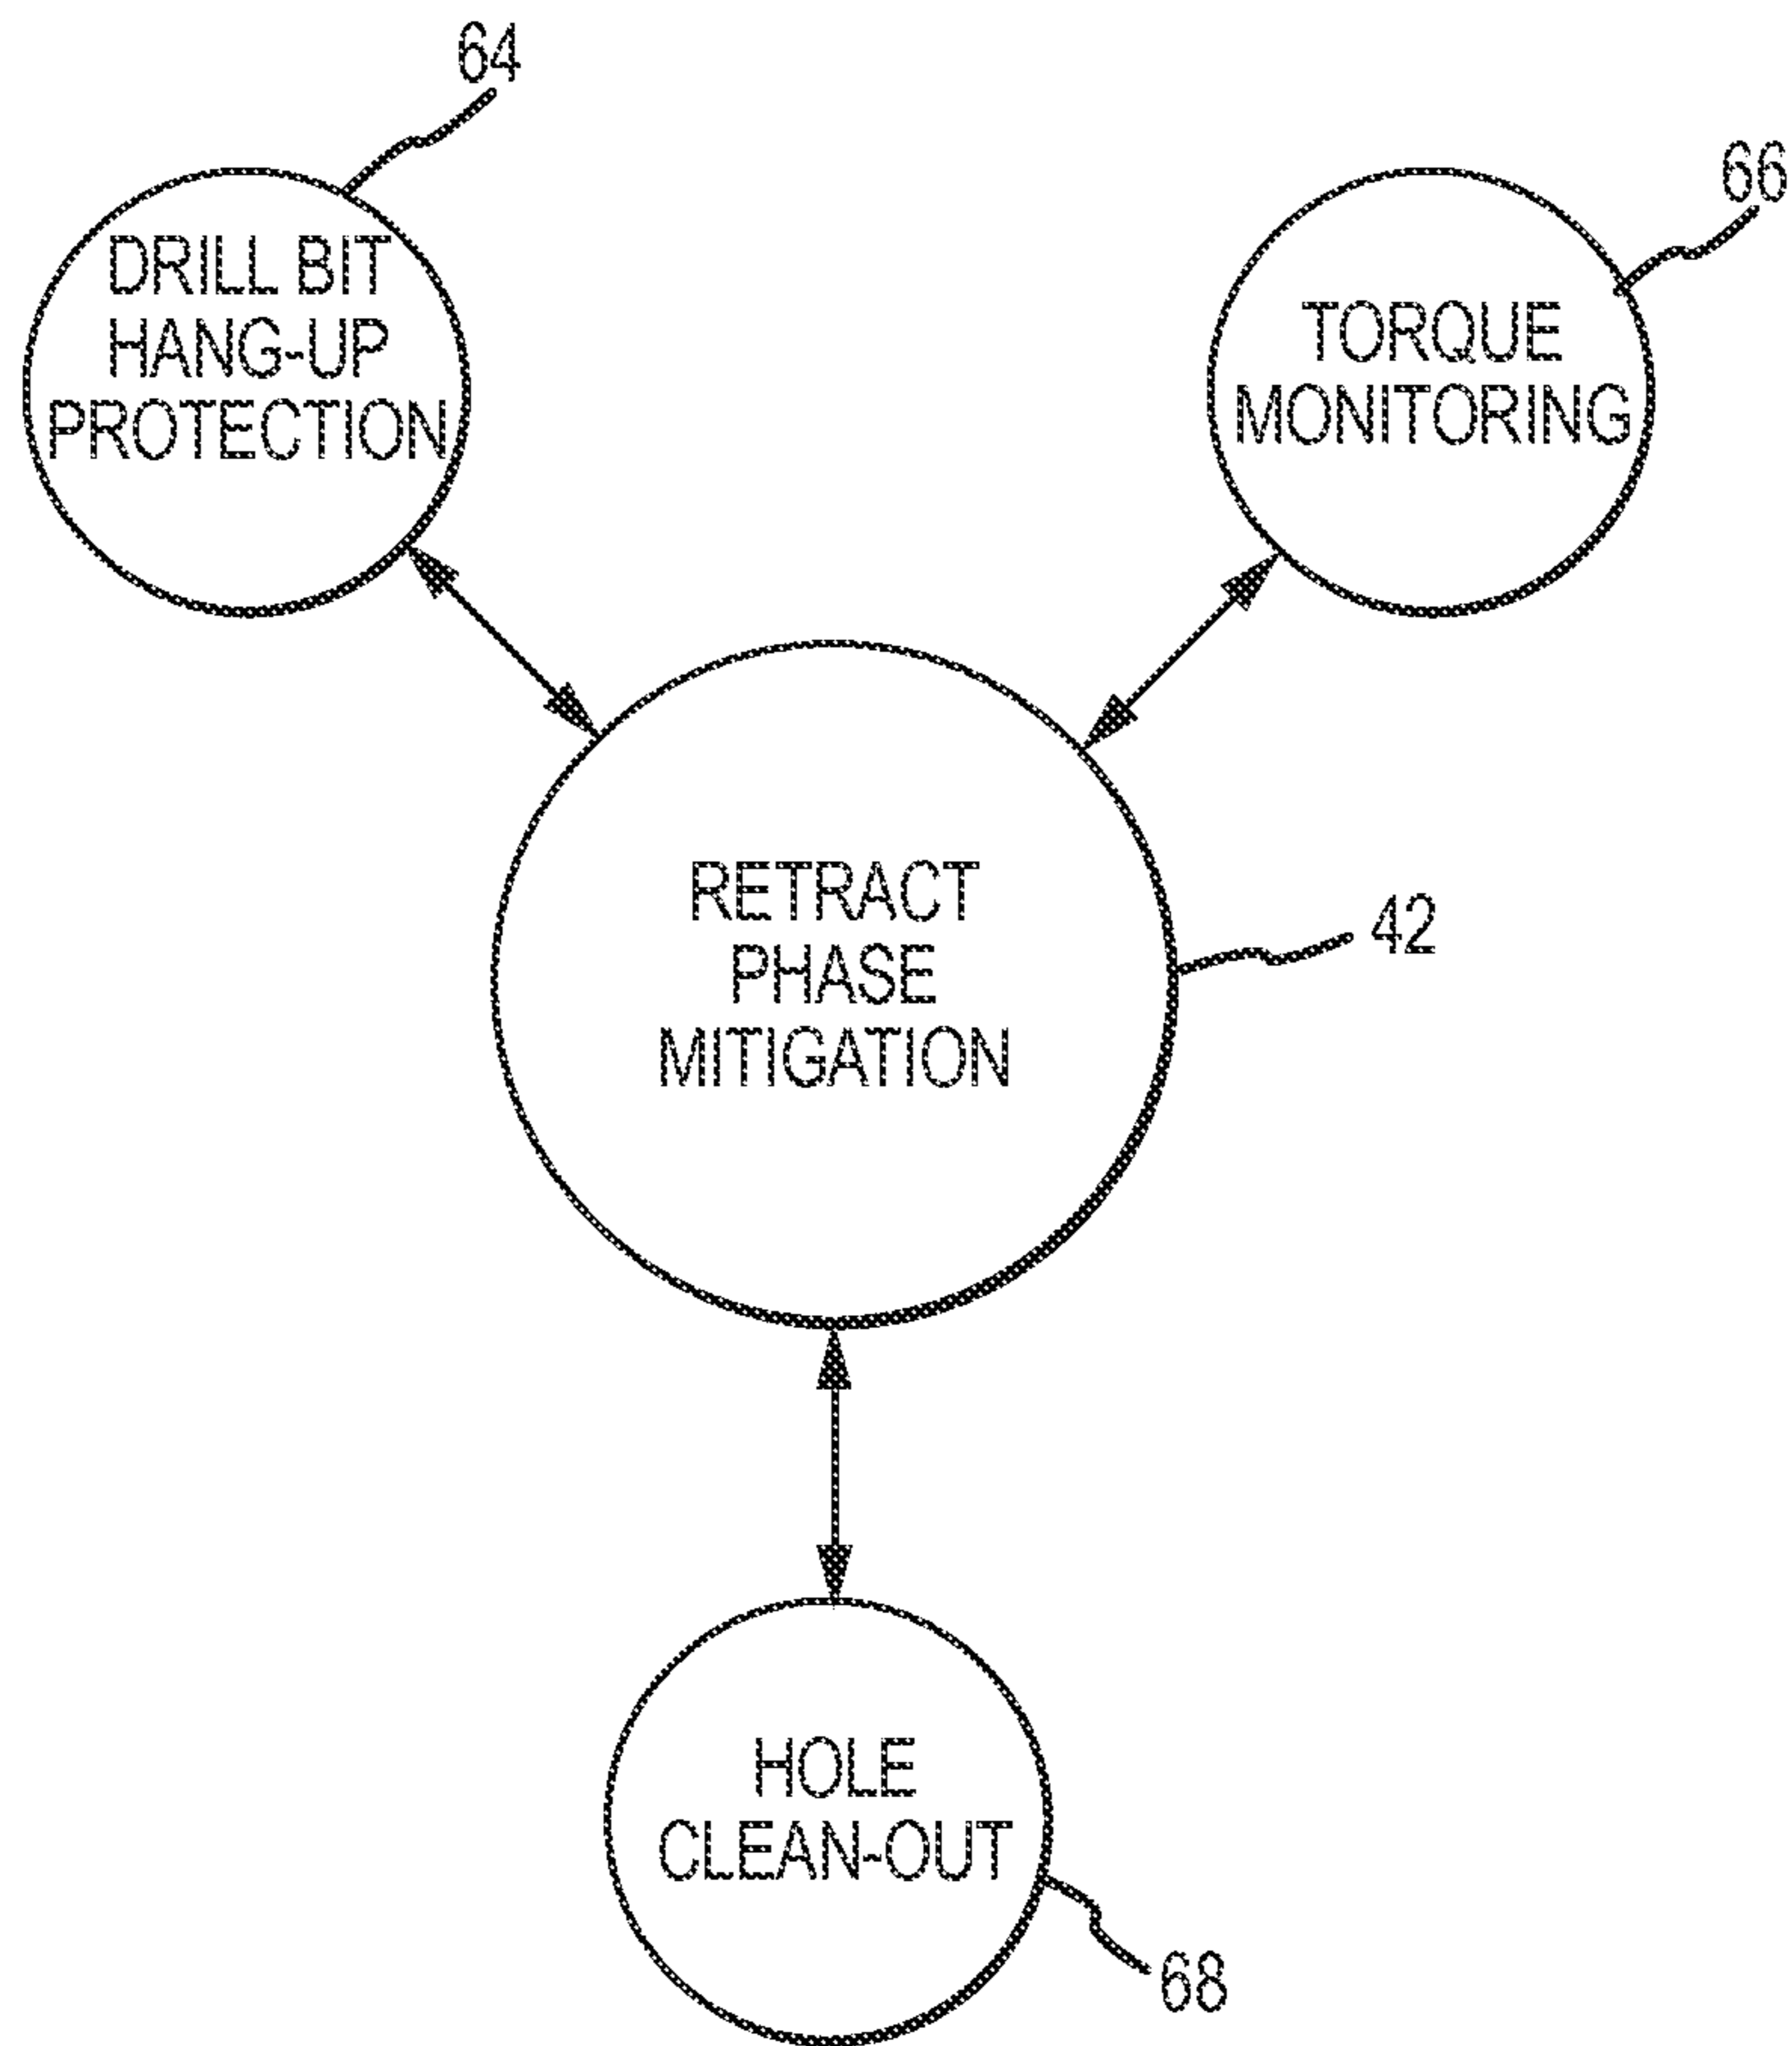 64
DRILL BIT
HANG-UP
PROTECTION
66
TORQUE
MONITORING
RETRACT
PHASE
MITIGATION
42
HOLE
CLEAN-OUT
68